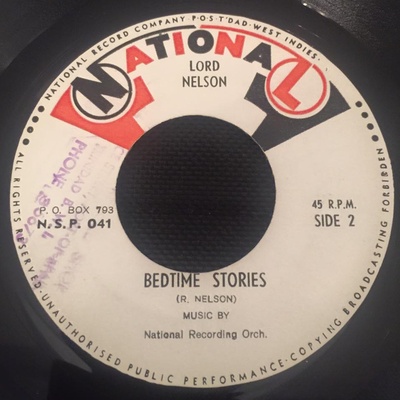 NATIONAL RECORD COMPANY P·O·S·T'DAD·WEST INDIES·
NATIONAL
LORD
NELSON
P. O. BOX 793
N.S.P. 041
45 R.P.M.
SIDE 2
BEDTIME STORIES
(R. NELSON)
MUSIC BY
National Recording Orch.
ALL RIGHTS RESERVED·UNAUTHORISED PUBLIC PERFORMANCE·COPYING BROADCASTING FORBIDDEN
PHONE